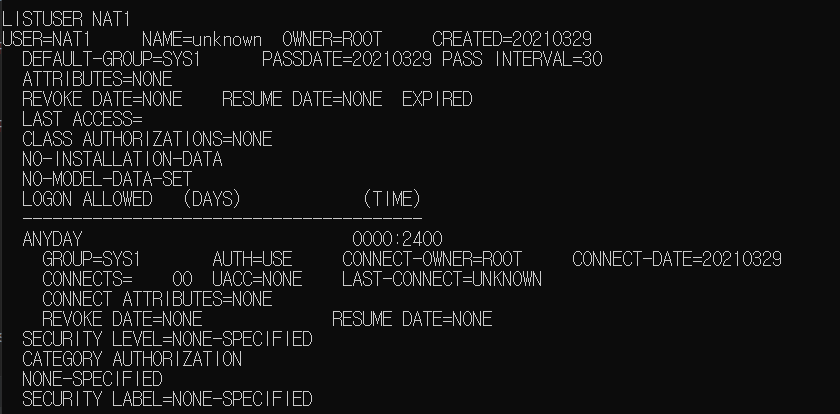 LISTUSER NAT1
USER=NAT1 NAME=unknown OWNER=ROOT CREATED=20210329
DEFAULT-GROUP=SYS1 PASSDATE=20210329 PASS INTERVAL=30
ATTRIBUTES=NONE
REVOKE DATE=NONE RESUME DATE=NONE EXPIRED
LAST ACCESS=
CLASS AUTHORIZATIONS=NONE
NO-INSTALLATION-DATA
NO-MODEL-DATA-SET
LOGON ALLOWED (DAYS) (TIME)
----------------------------------------
ANYDAY 0000:2400
GROUP=SYS1 AUTH=USE CONNECT-OWNER=ROOT CONNECT-DATE=20210329
CONNECTS= 00 UACC=NONE LAST-CONNECT=UNKNOWN
CONNECT ATTRIBUTES=NONE
REVOKE DATE=NONE RESUME DATE=NONE
SECURITY LEVEL=NONE-SPECIFIED
CATEGORY AUTHORIZATION
NONE-SPECIFIED
SECURITY LABEL=NONE-SPECIFIED